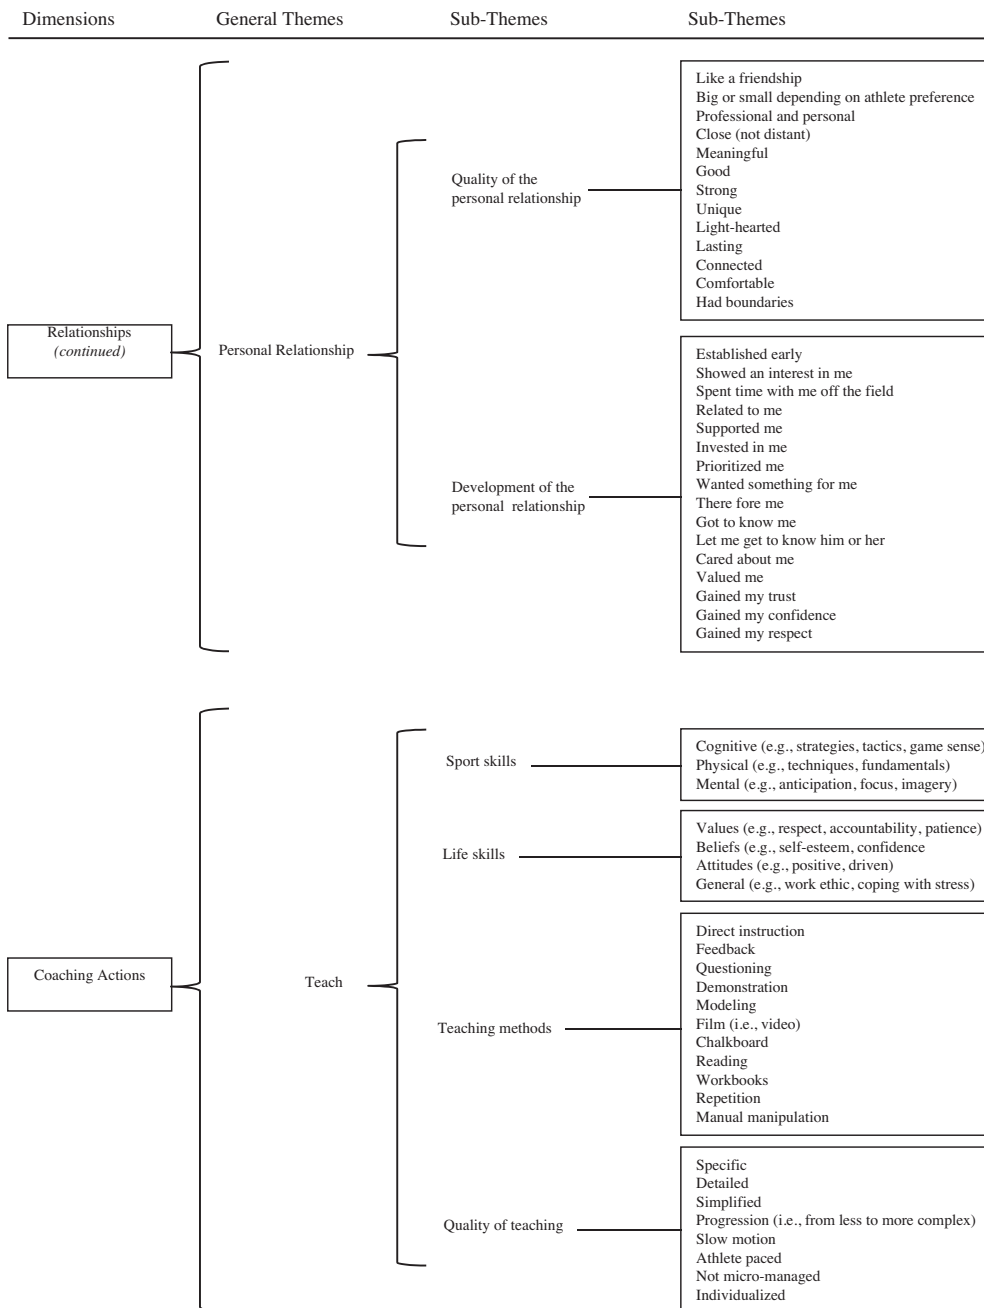 Dimensions General Themes Sub-Themes Sub-Themes
Like a friendship
Big or small depending on athlete preference
Professional and personal
Close (not distant)
Meaningful
Good
Strong
Unique
Light-hearted
Lasting
Connected
Comfortable
Had boundaries
Quality of the
personal relationship
Relationships
(continued)
Personal Relationship
Established early
Showed an interest in me
Spent time with me off the field
Related to me
Supported me
Invested in me
Prioritized me
Wanted something for me
There fore me
Got to know me
Let me get to know him or her
Cared about me
Valued me
Gained my trust
Gained my confidence
Gained my respect
Development of the
personal relationship
Sport skills
Cognitive (e.g., strategies, tactics, game sense)
Physical (e.g., techniques, fundamentals)
Mental (e.g., anticipation, focus, imagery)
Life skills
Values (e.g., respect, accountability, patience)
Beliefs (e.g., self-esteem, confidence
Attitudes (e.g., positive, driven)
General (e.g., work ethic, coping with stress)
Coaching Actions
Teach
Teaching methods
Direct instruction
Feedback
Questioning
Demonstration
Modeling
Film (i.e., video)
Chalkboard
Reading
Workbooks
Repetition
Manual manipulation
Quality of teaching
Specific
Detailed
Simplified
Progression (i.e., from less to more complex)
Slow motion
Athlete paced
Not micro-managed
Individualized